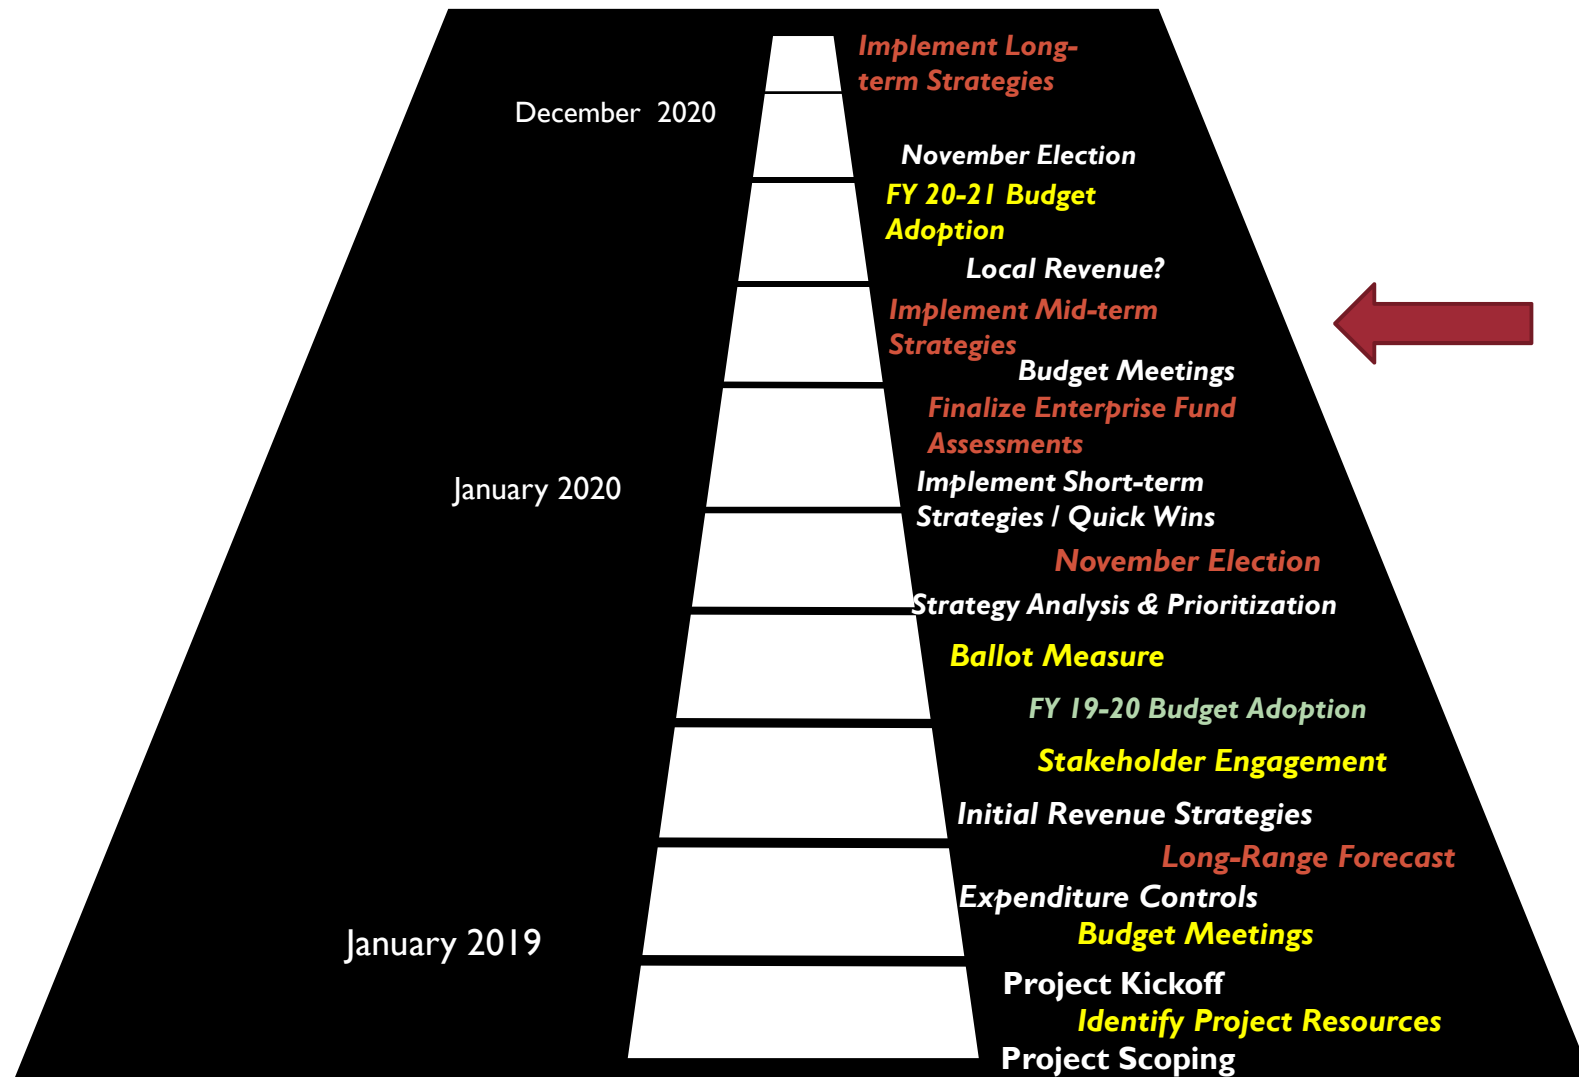 Implement Long-
term Strategies
December 2020
November Election
FY 20-21 Budget
Adoption
Local Revenue?
Implement Mid-term
Strategies
Budget Meetings
Finalize Enterprise Fund
Assessments
January 2020
Implement Short-term
Strategies / Quick Wins
November Election
Strategy Analysis & Prioritization
Ballot Measure
FY 19-20 Budget Adoption
Stakeholder Engagement
Initial Revenue Strategies
Long-Range Forecast
Expenditure Controls
Budget Meetings
January 2019
Project Kickoff
Identify Project Resources
Project Scoping